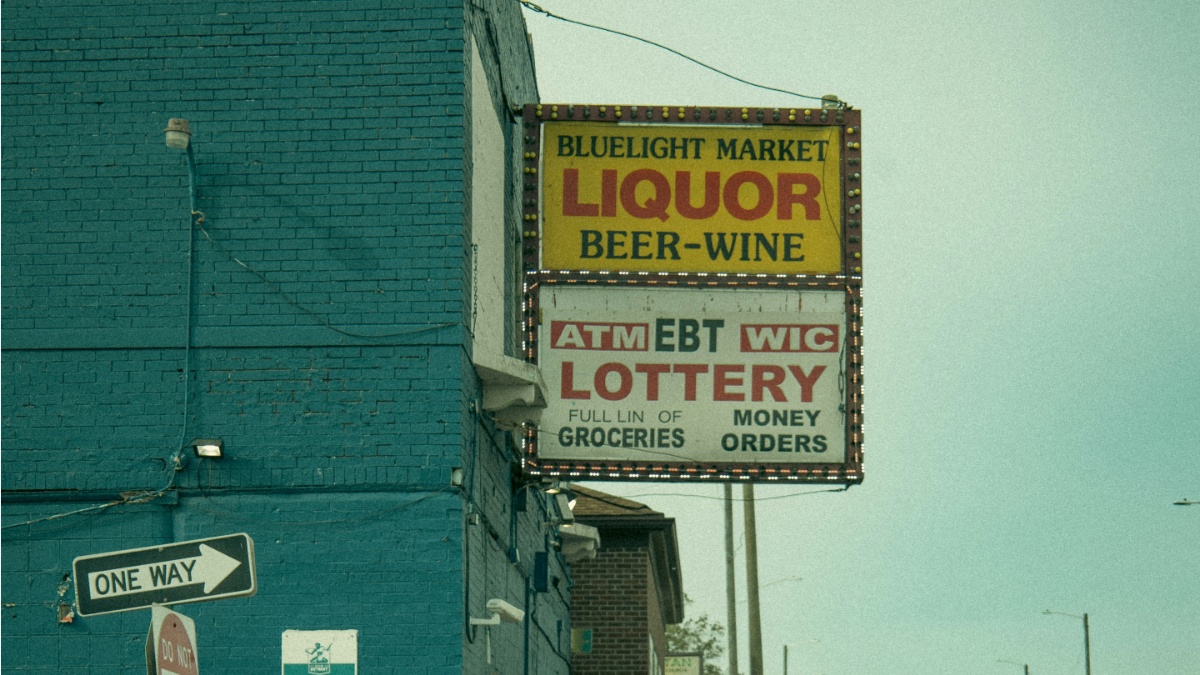 BLUELIGHT MARKET
LIQUOR
BEER-WINE
ATM EBT WIC
LOTTERY
FULL LIN OF MONEY
GROCERIES ORDERS
ONE WAY
DO NOT
DETROIT